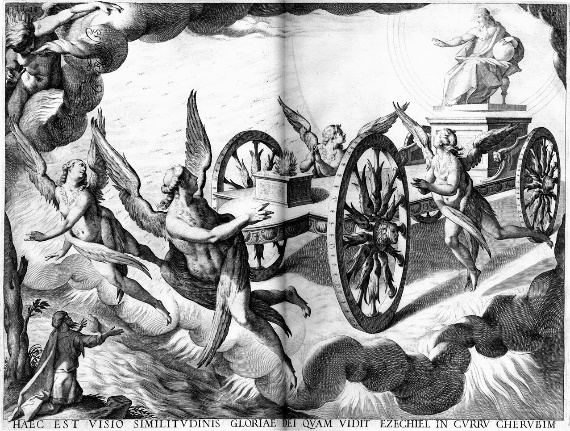 HAEC EST VISIO SIMILITVDINIS GLORIAE DEI QVAM VIDIT EZECHIEL IN CVRRV CHERVBIM